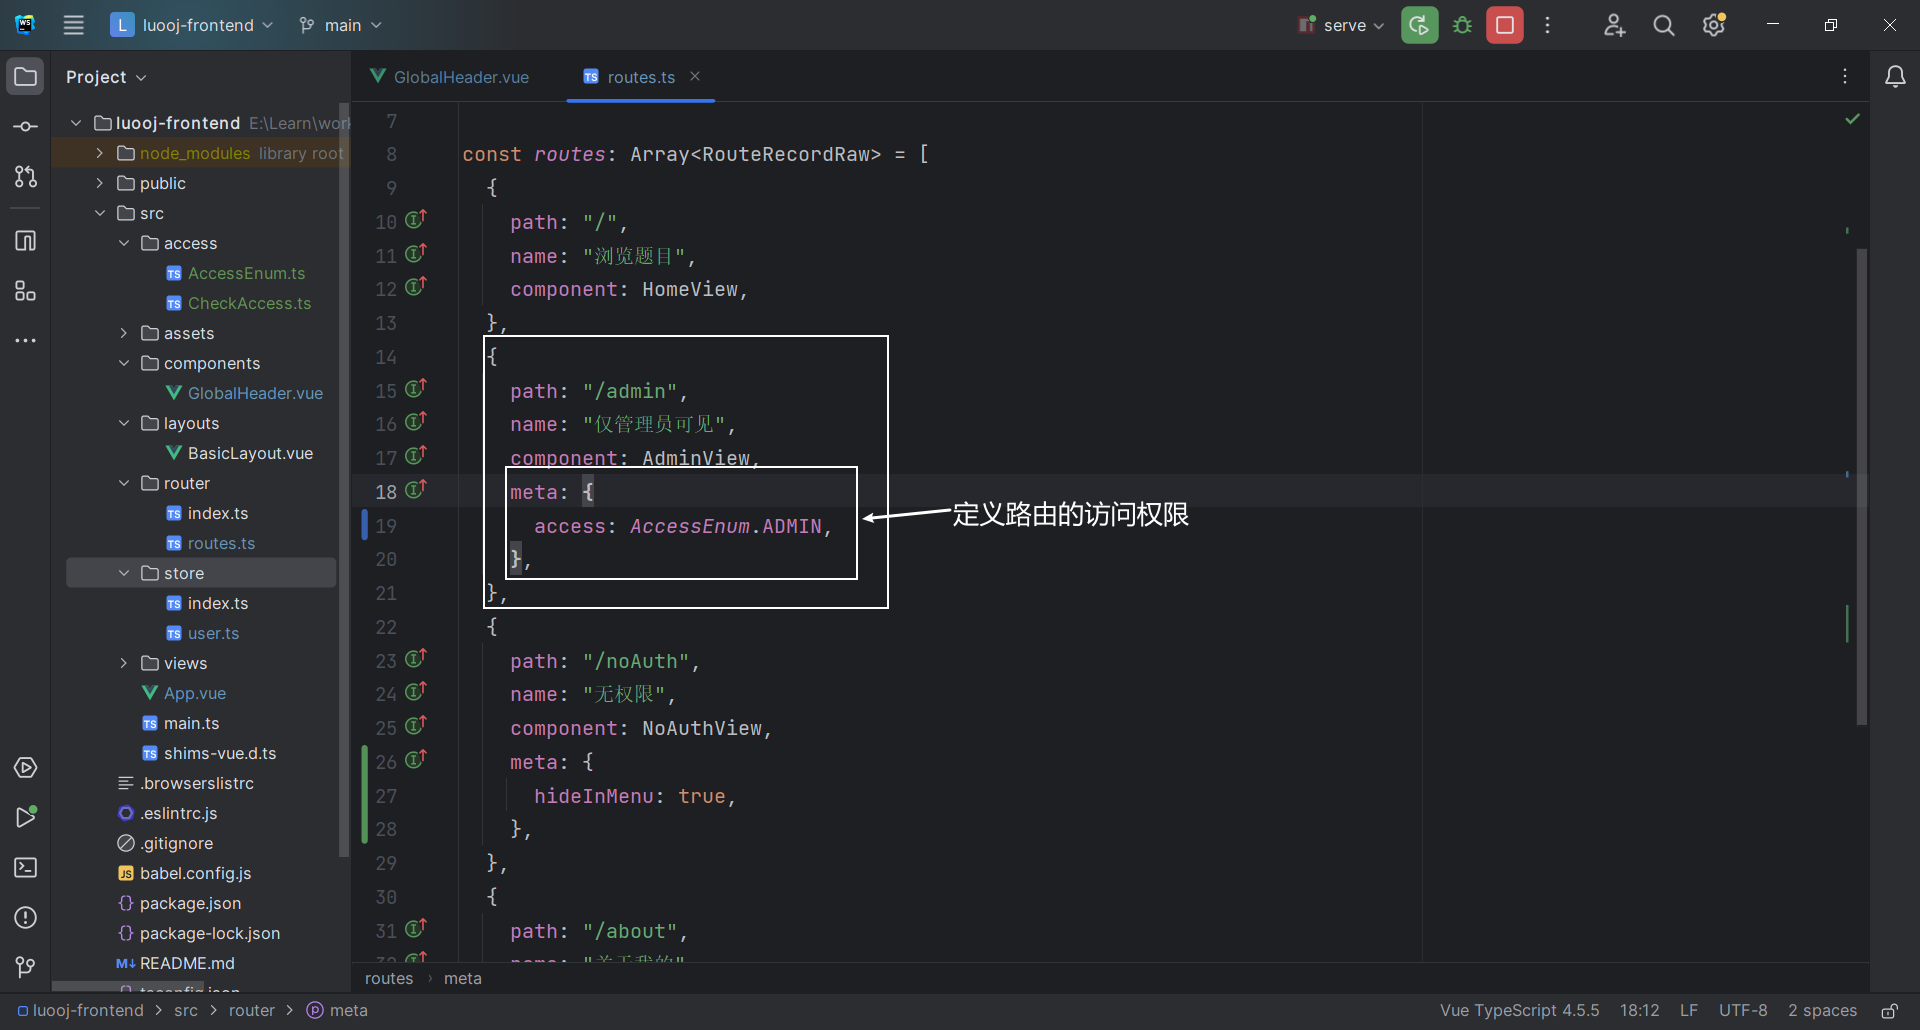 L luooj-frontend main serve
Project
GlobalHeader.vue routes.ts
luooj-frontend E:\Learn\work
node_modules library root
public
src
access
AccessEnum.ts
CheckAccess.ts
assets
components
GlobalHeader.vue
layouts
BasicLayout.vue
router
index.ts
routes.ts
store
index.ts
user.ts
views
App.vue
main.ts
shims-vue.d.ts
.browserslistrc
.eslintrc.js
.gitignore
babel.config.js
package.json
package-lock.json
README.md
tsconfig.json
7
8 const routes: Array<RouteRecordRaw> = [
9 {
10 path: "/",
11 name: "浏览题目",
12 component: HomeView,
13 },
14 {
15 path: "/admin",
16 name: "仅管理员可见",
17 component: AdminView,
18 meta: {
19 access: AccessEnum.ADMIN,
20 },
21 },
22 {
23 path: "/noAuth",
24 name: "无权限",
25 component: NoAuthView,
26 meta: {
27 hideInMenu: true,
28 },
29 },
30 {
31 path: "/about",
32 name: "关于我的"
定义路由的访问权限
routes › meta
luooj-frontend > src > router > meta
Vue TypeScript 4.5.5 18:12 LF UTF-8 2 spaces